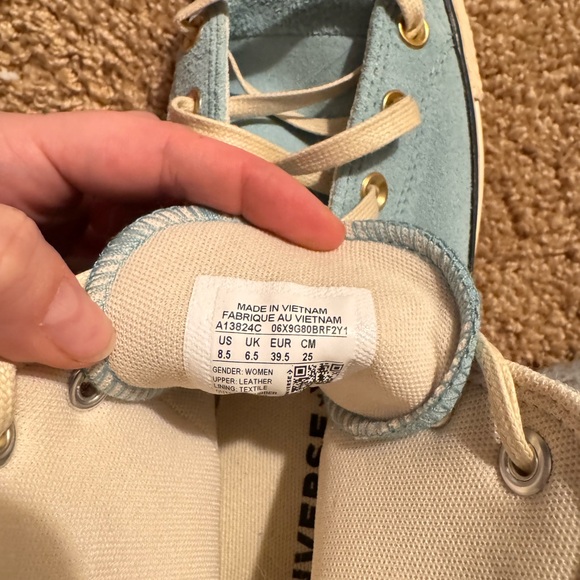 MADE IN VIETNAM
FABRIQUE AU VIETNAM
A13824C 06X9G80BRF2Y1
US UK EUR CM
8.5 6.5 39.5 25
GENDER: WOMEN
UPPER: LEATHER
LINING: TEXTILE